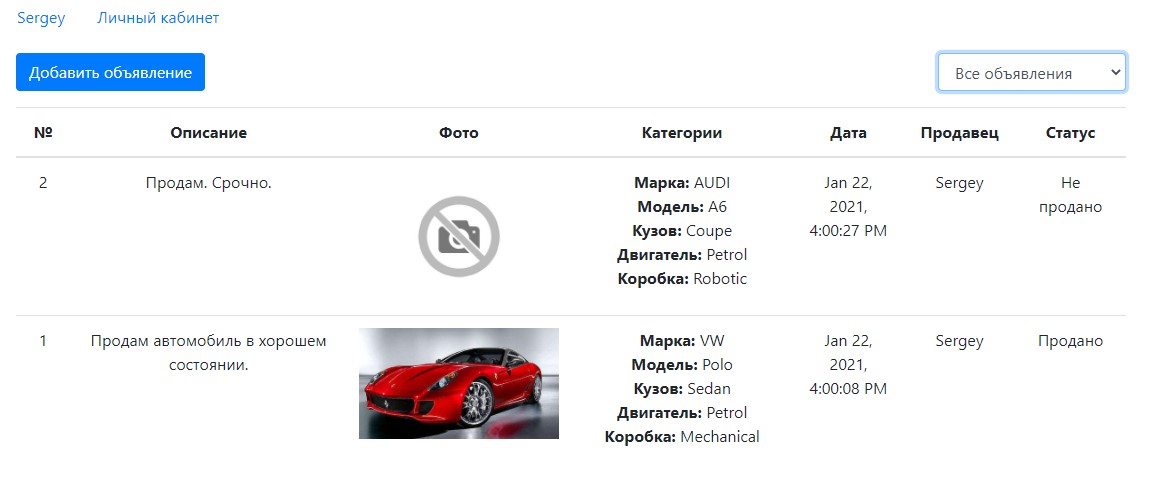 Sergey Личный кабинет
Добавить объявление Все объявления
№ Описание Фото Категории Дата Продавец Статус
2 Продам. Срочно. Марка: AUDI Jan 22, Sergey Не
Модель: A6 2021, продано
Кузов: Coupe 4:00:27 PM
Двигатель: Petrol
Коробка: Robotic
1 Продам автомобиль в хорошем Марка: VW Jan 22, Sergey Продано
состоянии. Модель: Polo 2021,
Кузов: Sedan 4:00:08 PM
Двигатель: Petrol
Коробка: Mechanical